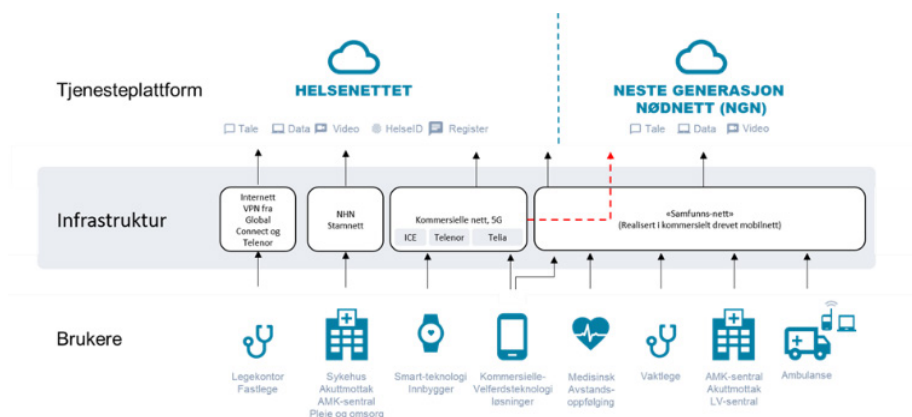 Tjenesteplattform
HELSENETTET
NESTE GENERASJON
NØDNETT (NGN)
Tale Data Video HelseID Register
Tale Data Video
Infrastruktur
Internett
VPN fra
Global
Connect og
Telenor
NHN
Stamnett
Kommersielle nett, 5G
ICE Telenor Telia
«Samfunns-nett»
(Realisert i kommersielt drevet mobilnett)
Brukere
Legekontor
Fastlege
Sykehus
Akuttmottak
AMK-sentral
Pleie og omsorg
Smart-teknologi
Innbygger
Kommersielle-
Velferdsteknologi
løsninger
Medisinsk
Avstands-
oppfølging
Vaktlege
AMK-sentral
Akuttmottak
LV-sentral
Ambulanse